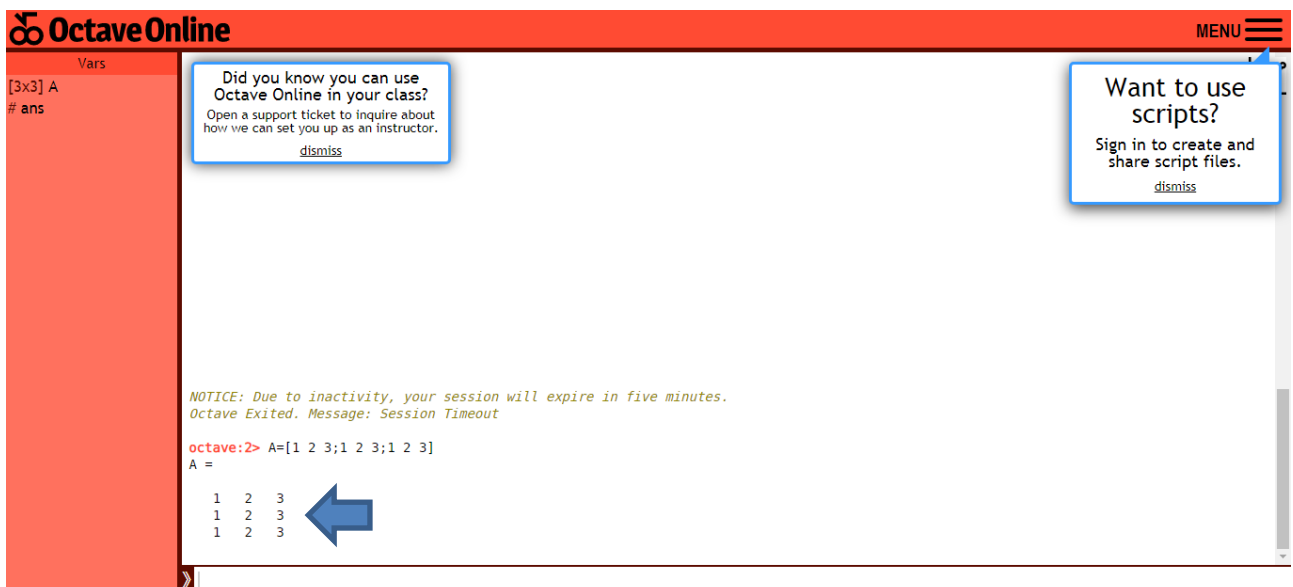 Octave Online
MENU
Vars
[3x3] A
# ans
Did you know you can use
Octave Online in your class?
Open a support ticket to inquire about
how we can set you up as an instructor.
dismiss
Want to use
scripts?
Sign in to create and
share script files.
dismiss
NOTICE: Due to inactivity, your session will expire in five minutes.
Octave Exited. Message: Session Timeout
octave:2> A=[1 2 3;1 2 3;1 2 3]
A =
1 2 3
1 2 3
1 2 3
»